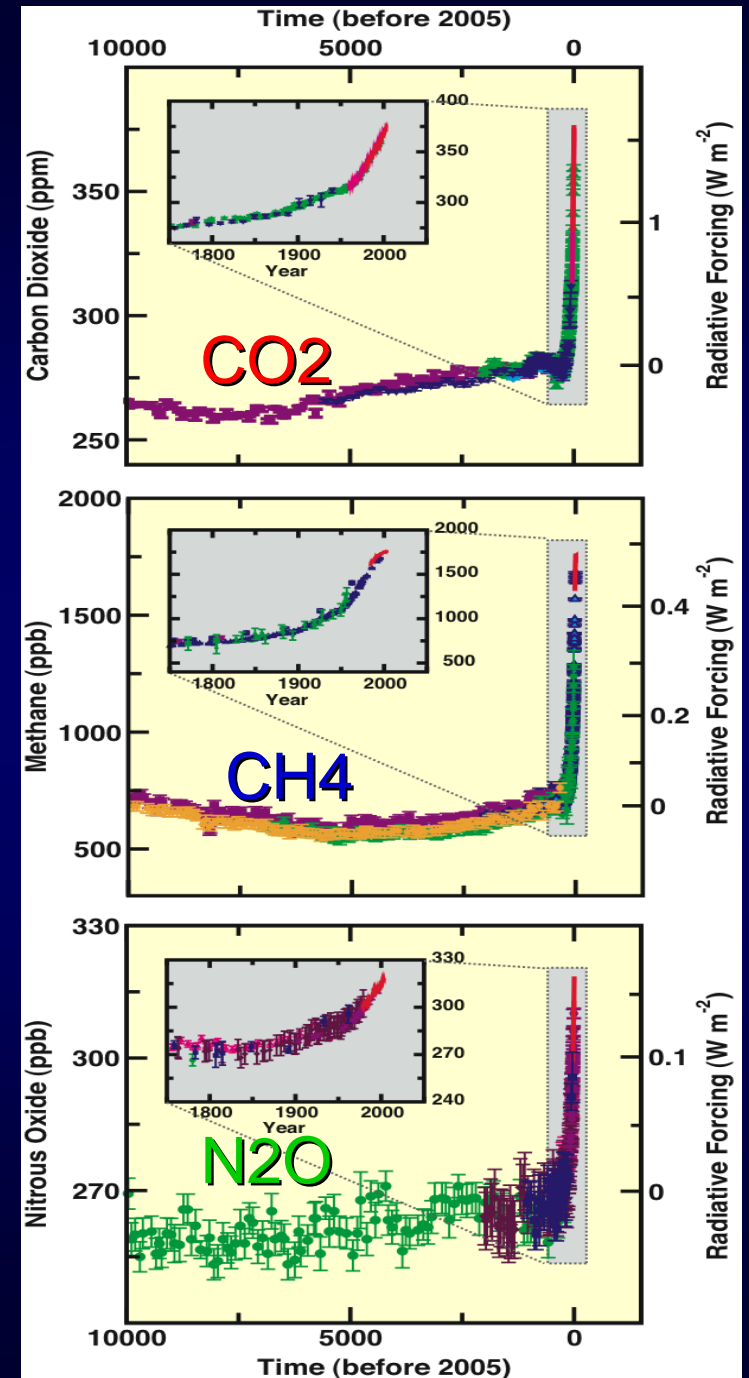 Time (before 2005)
10000 5000 0
Carbon Dioxide (ppm)
350
300
250
400
350
300
1800 1900 2000
Year
CO2
1
0
Radiative Forcing (W m-2)
Methane (ppb)
2000
1500
1000
500
2000
1500
1000
500
1800 1900 2000
Year
CH4
0.4
0.2
0
Radiative Forcing (W m-2)
Nitrous Oxide (ppb)
330
300
270
330
300
270
240
1800 1900 2000
Year
N2O
0.1
0
Radiative Forcing (W m-2)
10000 5000 0
Time (before 2005)